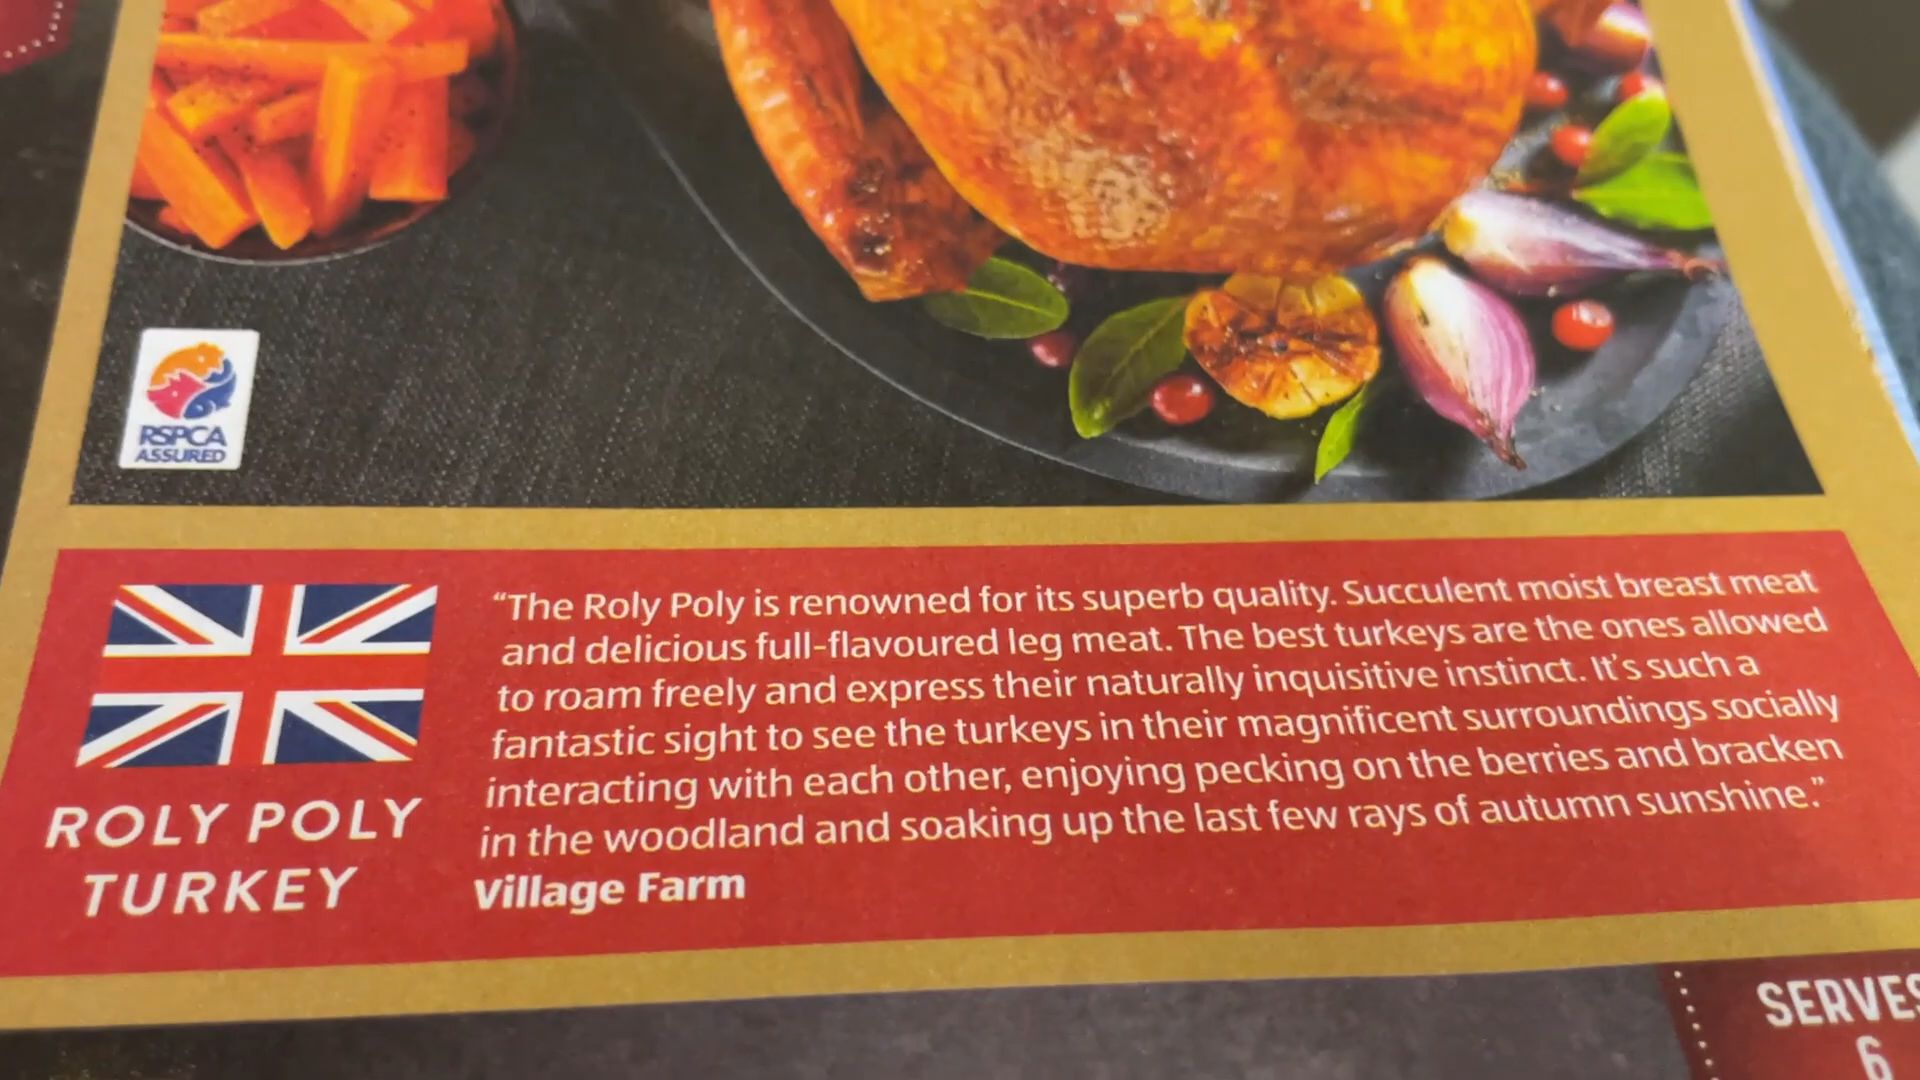 RSPCA
ASSURED
ROLY POLY
TURKEY
“The Roly Poly is renowned for its superb quality. Succulent moist breast meat
and delicious full-flavoured leg meat. The best turkeys are the ones allowed
to roam freely and express their naturally inquisitive instinct. It’s such a
fantastic sight to see the turkeys in their magnificent surroundings socially
interacting with each other, enjoying pecking on the berries and bracken
in the woodland and soaking up the last few rays of autumn sunshine.”
Village Farm
SERVES
6